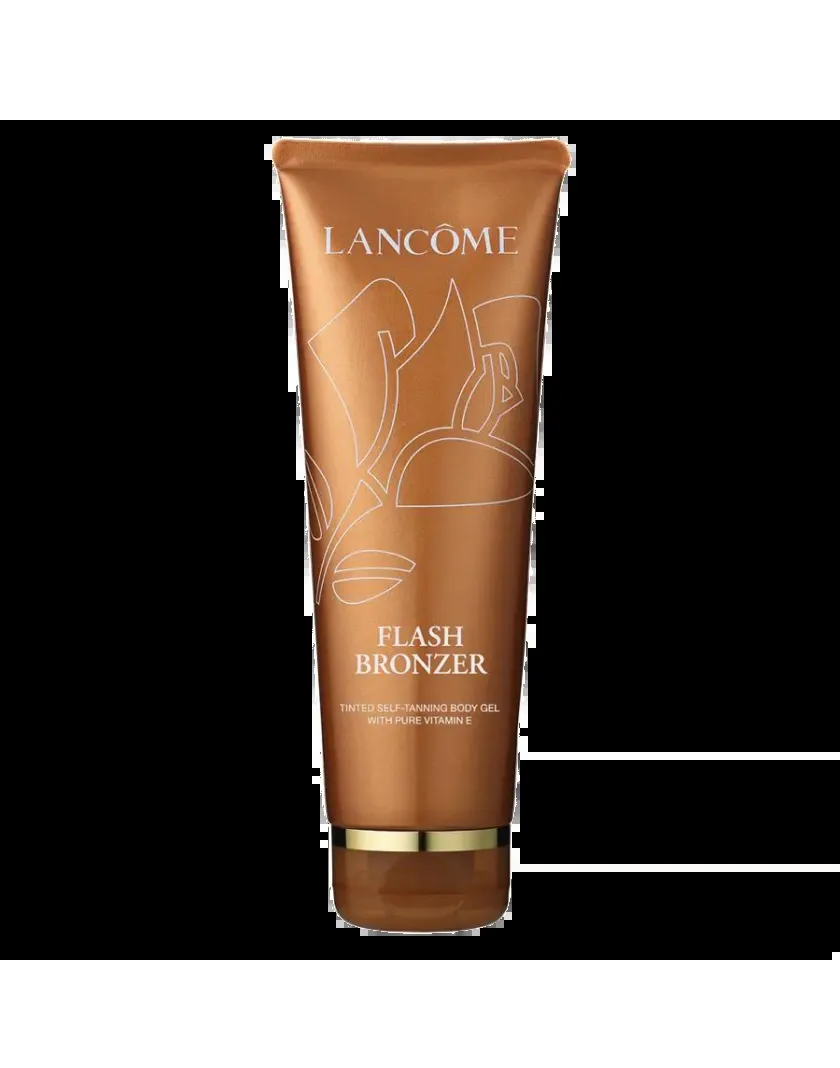 LANCÔME
FLASH
BRONZER
TINTED SELF-TANNING BODY GEL
WITH PURE VITAMIN E